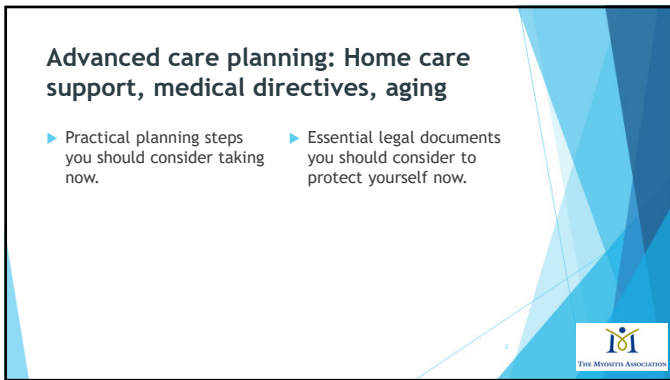 Advanced care planning: Home care
support, medical directives, aging
Practical planning steps
you should consider taking
now.
Essential legal documents
you should consider to
protect yourself now.
2
THE MYOSITIS ASSOCIATION